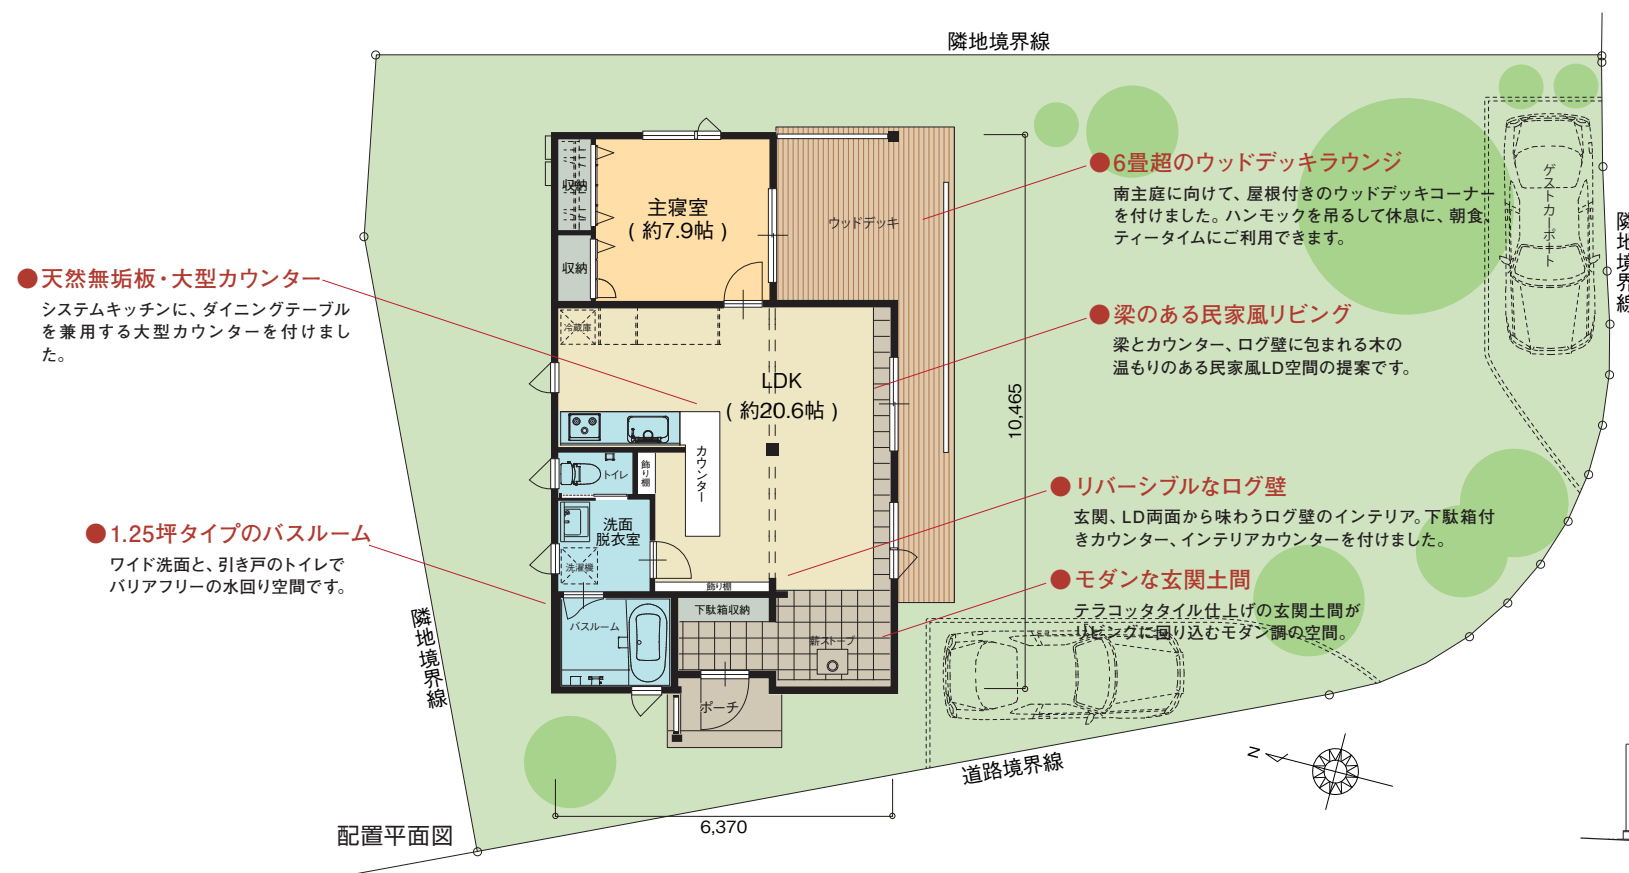 隣地境界線
●6畳超のウッドデッキラウンジ
南主庭に向けて、屋根付きのウッドデッキコーナー
を付けました。ハンモックを吊るして休息に、朝食、
ティータイムにご利用できます。
ゲストカーポート
隣地境界線
収納
主寝室
( 約7.9帖 )
ウッドデッキ
収納
●天然無垢板・大型カウンター
システムキッチンに、ダイニングテーブル
を兼用する大型カウンターを付けまし
た。
冷蔵庫
●梁のある民家風リビング
梁とカウンター、ログ壁に包まれる木の
温もりのある民家風LD空間の提案です。
LDK
( 約20.6帖 )
10,465
カウンター
飾り棚
トイレ
●リバーシブルなログ壁
玄関、LD両面から味わうログ壁のインテリア。下駄箱付
きカウンター、インテリアカウンターを付けました。
●1.25坪タイプのバスルーム
ワイド洗面と、引き戸のトイレで
バリアフリーの水回り空間です。
洗面
脱衣室
洗濯機
飾り棚
●モダンな玄関土間
テラコッタタイル仕上げの玄関土間が
リビングに回り込むモダン調の空間。
下駄箱収納
バスルーム
薪ストーブ
隣地境界線
ポーチ
道路境界線
N
6,370
配置平面図